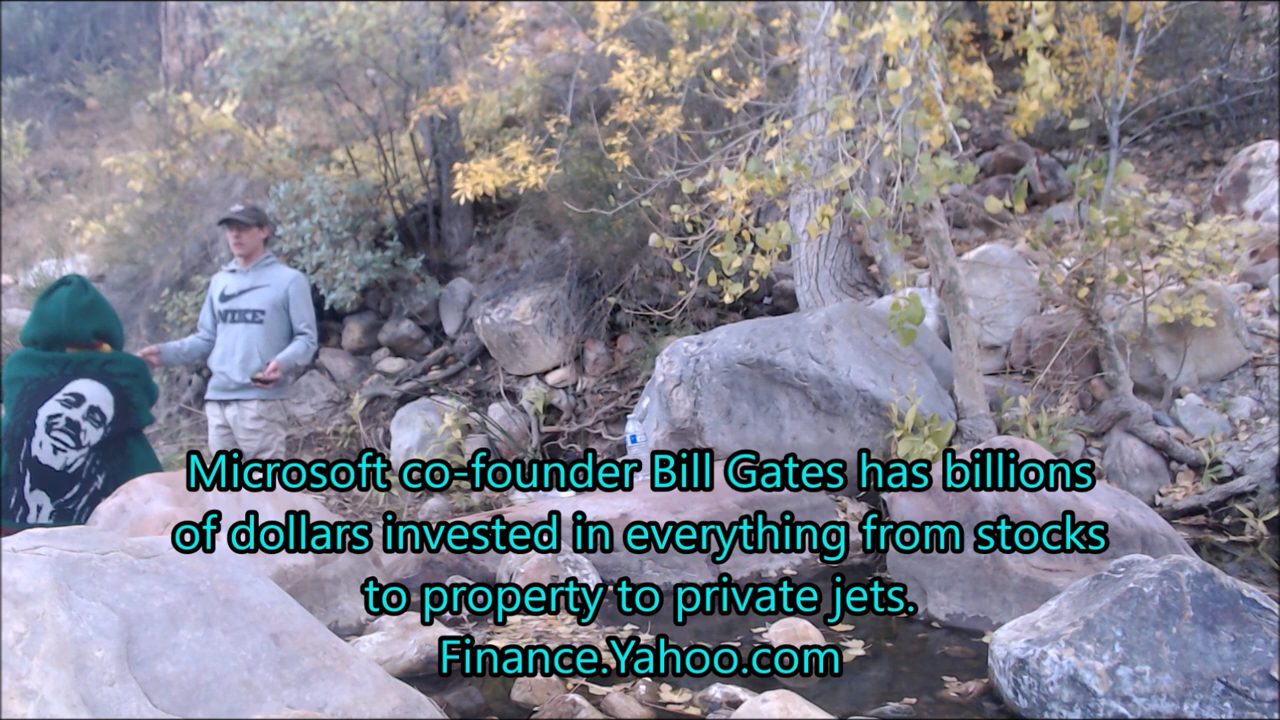 NIKE
Microsoft co-founder Bill Gates has billions
of dollars invested in everything from stocks
to property to private jets.
Finance.Yahoo.com